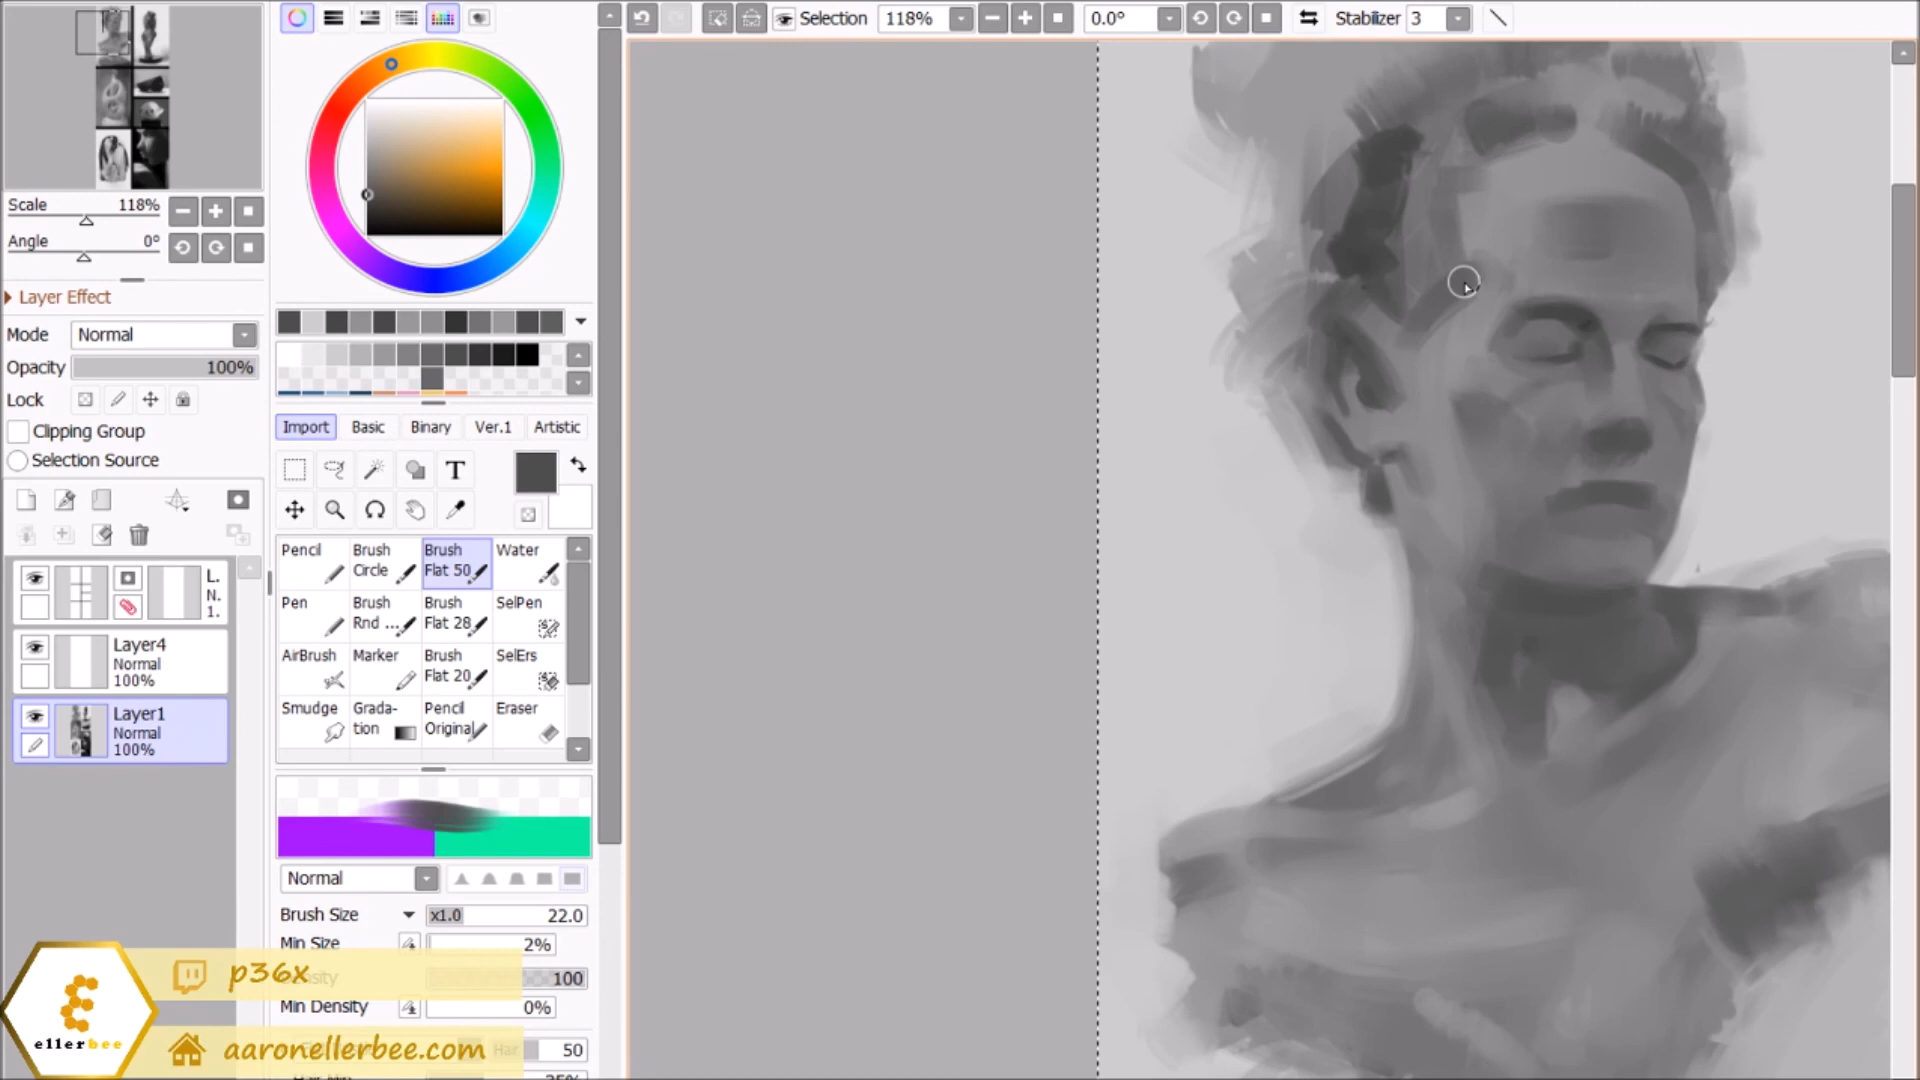 Selection 118% 0.0° Stabilizer 3
Scale 118%
Angle 0°
Layer Effect
Mode Normal
Opacity 100%
Lock
Clipping Group
Selection Source
L.
N.
1.
Layer4
Normal
100%
Layer1
Normal
100%
Import Basic Binary Ver.1 Artistic
T
Pencil Brush Circle Brush Flat 50 Water
Pen Brush Rnd ... Brush Flat 28 SelPen
AirBrush Marker Brush Flat 20 SelErs
Smudge Grada-tion Pencil Original Eraser
Normal
Brush Size x1.0 22.0
Min Size 2%
Density 100
Min Density 0%
Hair 50
35%
p36x
aaronellerbee.com
ellerbee